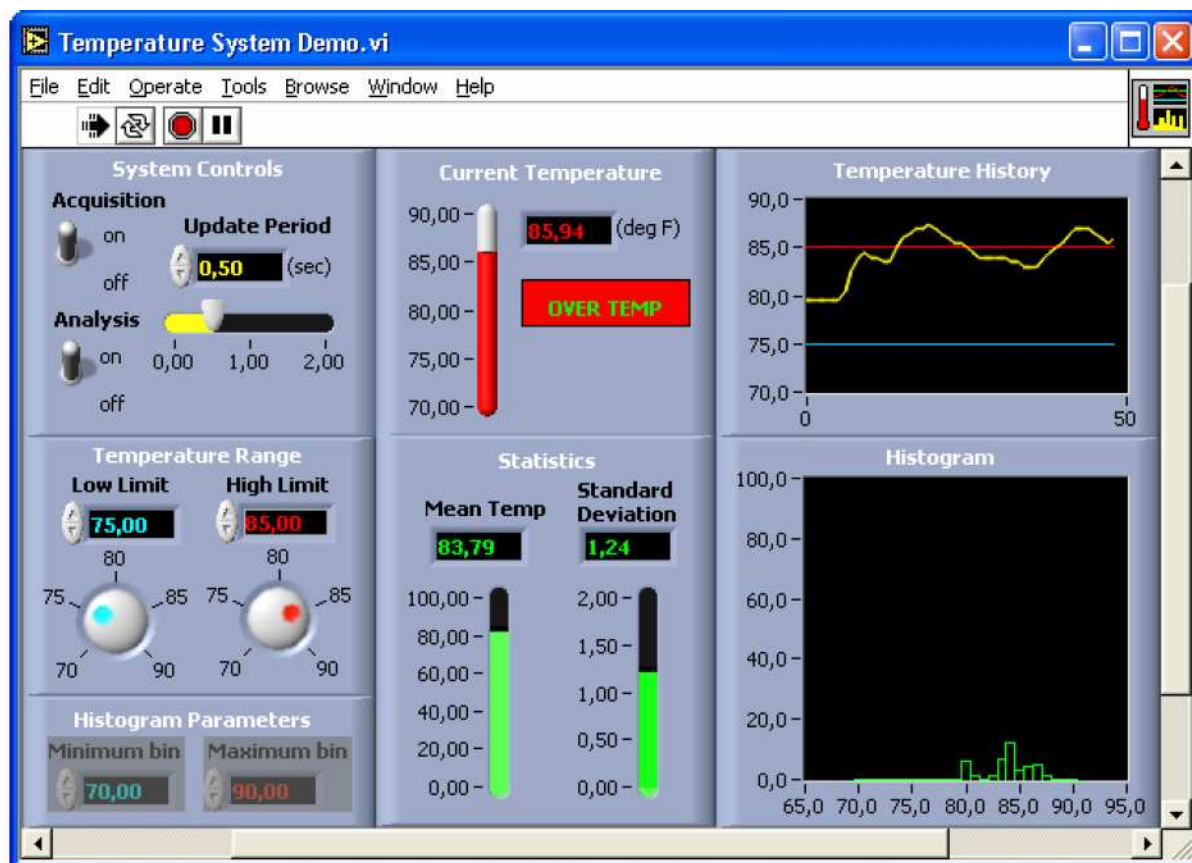 Temperature System Demo.vi
File Edit Operate Tools Browse Window Help
System Controls
Acquisition
on
off
Update Period
0,50 (sec)
Analysis
on
off
0,00 1,00 2,00
Current Temperature
90,00
85,00
80,00
75,00
70,00
85,94 (deg F)
OVER TEMP
Temperature History
90,0
85,0
80,0
75,0
70,0
0 50
Temperature Range
Low Limit High Limit
75,00 85,00
80 80
75 85 75 85
70 90 70 90
Statistics
Mean Temp
83,79
100,00
80,00
60,00
40,00
20,00
0,00
Standard
Deviation
1,24
2,00
1,50
1,00
0,50
0,00
Histogram
100,0
80,0
60,0
40,0
20,0
0,0
65,0 70,0 75,0 80,0 85,0 90,0 95,0
Histogram Parameters
Minimum bin Maximum bin
70,00 90,00